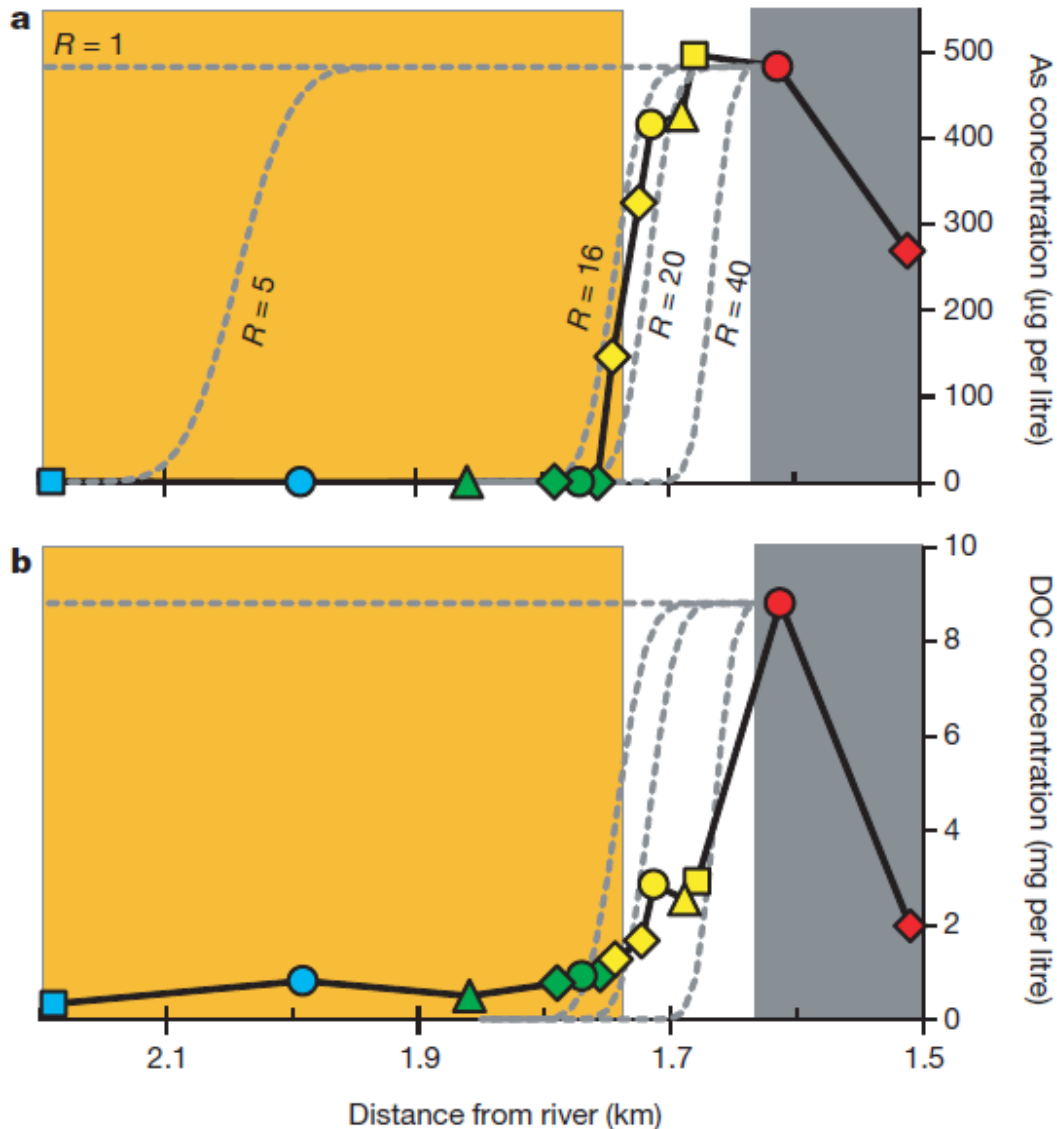 a
R = 1
R = 5
R = 16
R = 20
R = 40
500
400
300
200
100
0
As concentration (µg per litre)
b
10
8
6
4
2
0
DOC concentration (mg per litre)
2.1
1.9
1.7
1.5
Distance from river (km)